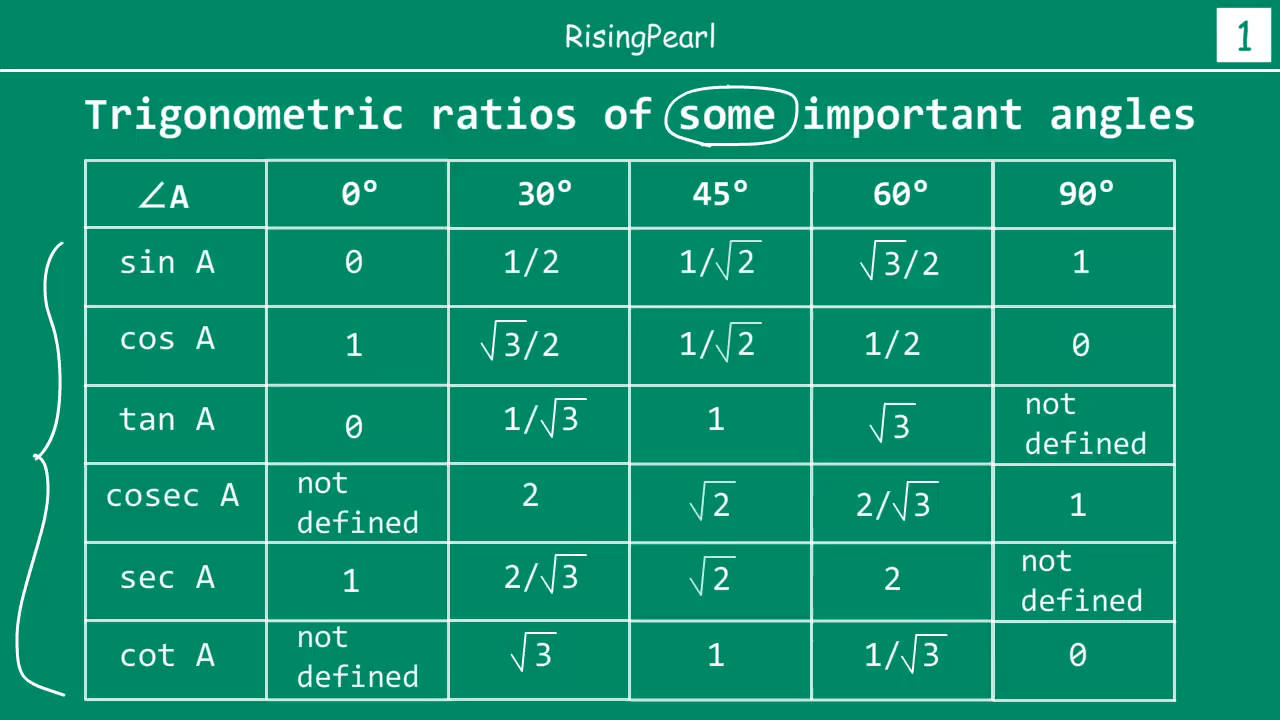 RisingPearl
1
Trigonometric ratios of some important angles
∠A 0° 30° 45° 60° 90°
sin A 0 1/2 1/√2 √3/2 1
cos A 1 √3/2 1/√2 1/2 0
tan A 0 1/√3 1 √3 not defined
cosec A not defined 2 √2 2/√3 1
sec A 1 2/√3 √2 2 not defined
cot A not defined √3 1 1/√3 0